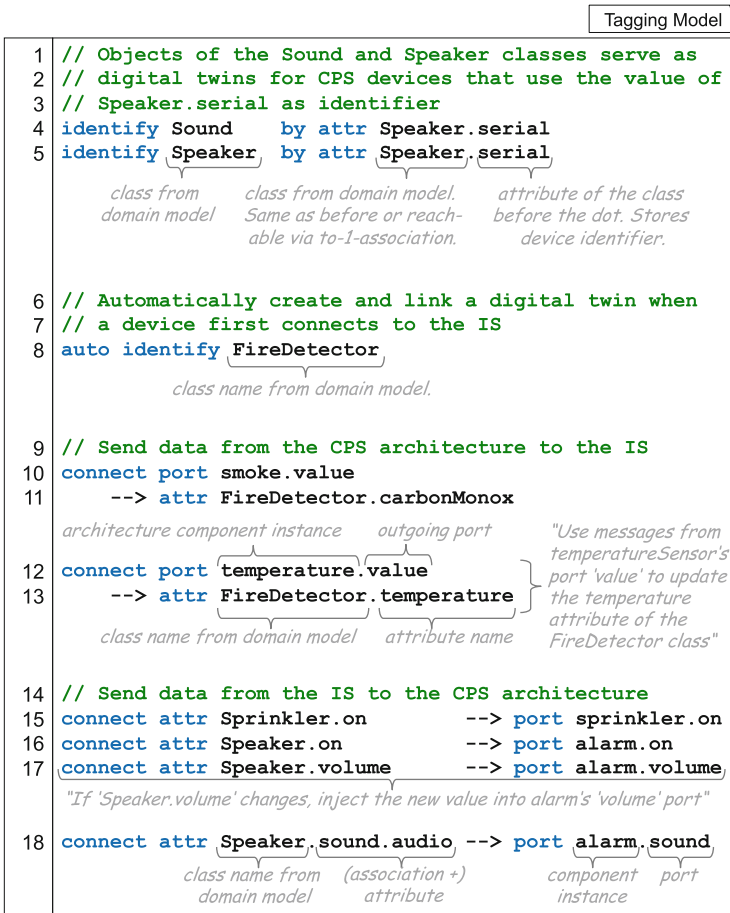 Tagging Model
1 // Objects of the Sound and Speaker classes serve as
2 // digital twins for CPS devices that use the value of
3 // Speaker.serial as identifier
4 identify Sound by attr Speaker.serial
5 identify Speaker by attr Speaker.serial
class from class from domain model. attribute of the class
domain model Same as before or reach- before the dot. Stores
able via to-1-association. device identifier.
6 // Automatically create and link a digital twin when
7 // a device first connects to the IS
8 auto identify FireDetector
class name from domain model.
9 // Send data from the CPS architecture to the IS
10 connect port smoke.value
11 --> attr FireDetector.carbonMonox
architecture component instance outgoing port
12 connect port temperature.value
13 --> attr FireDetector.temperature
class name from domain model attribute name
"Use messages from
temperatureSensor's
port 'value' to update
the temperature
attribute of the
FireDetector class"
14 // Send data from the IS to the CPS architecture
15 connect attr Sprinkler.on --> port sprinkler.on
16 connect attr Speaker.on --> port alarm.on
17 connect attr Speaker.volume --> port alarm.volume
"If 'Speaker.volume' changes, inject the new value into alarm's 'volume' port"
18 connect attr Speaker.sound.audio --> port alarm.sound
class name from (association +) component port
domain model attribute instance